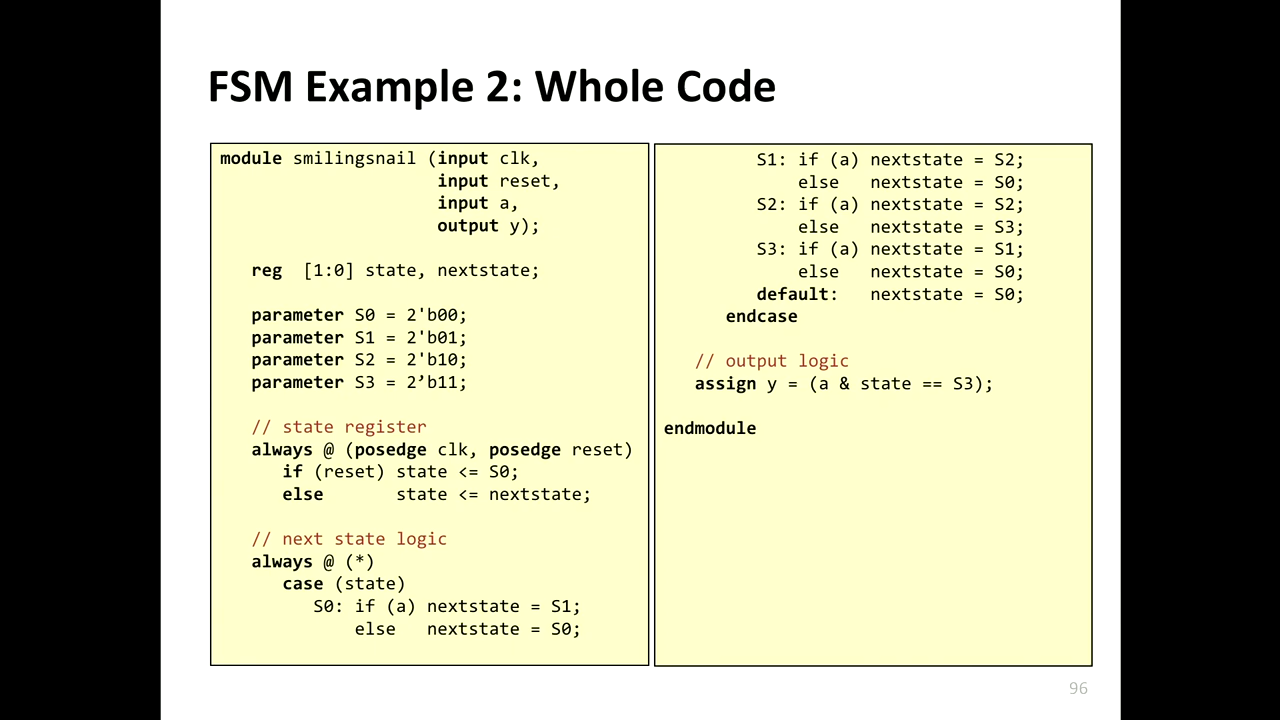 FSM Example 2: Whole Code
module smilingsnail (input clk,
input reset,
input a,
output y);
reg [1:0] state, nextstate;
parameter S0 = 2'b00;
parameter S1 = 2'b01;
parameter S2 = 2'b10;
parameter S3 = 2’b11;
// state register
always @ (posedge clk, posedge reset)
if (reset) state <= S0;
else state <= nextstate;
// next state logic
always @ (*)
case (state)
S0: if (a) nextstate = S1;
else nextstate = S0;
S1: if (a) nextstate = S2;
else nextstate = S0;
S2: if (a) nextstate = S2;
else nextstate = S3;
S3: if (a) nextstate = S1;
else nextstate = S0;
default: nextstate = S0;
endcase
// output logic
assign y = (a & state == S3);
endmodule
96